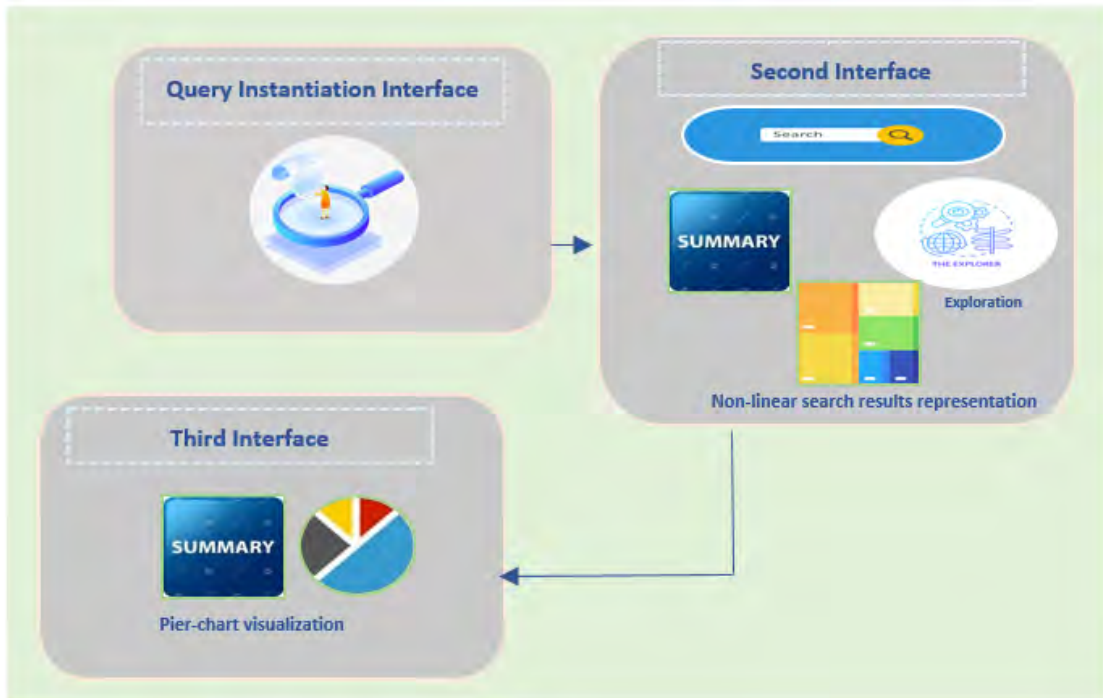 Query Instantiation Interface
Second Interface
Search
SUMMARY
THE EXPLORER
Exploration
Non-linear search results representation
Third Interface
SUMMARY
Pier-chart visualization